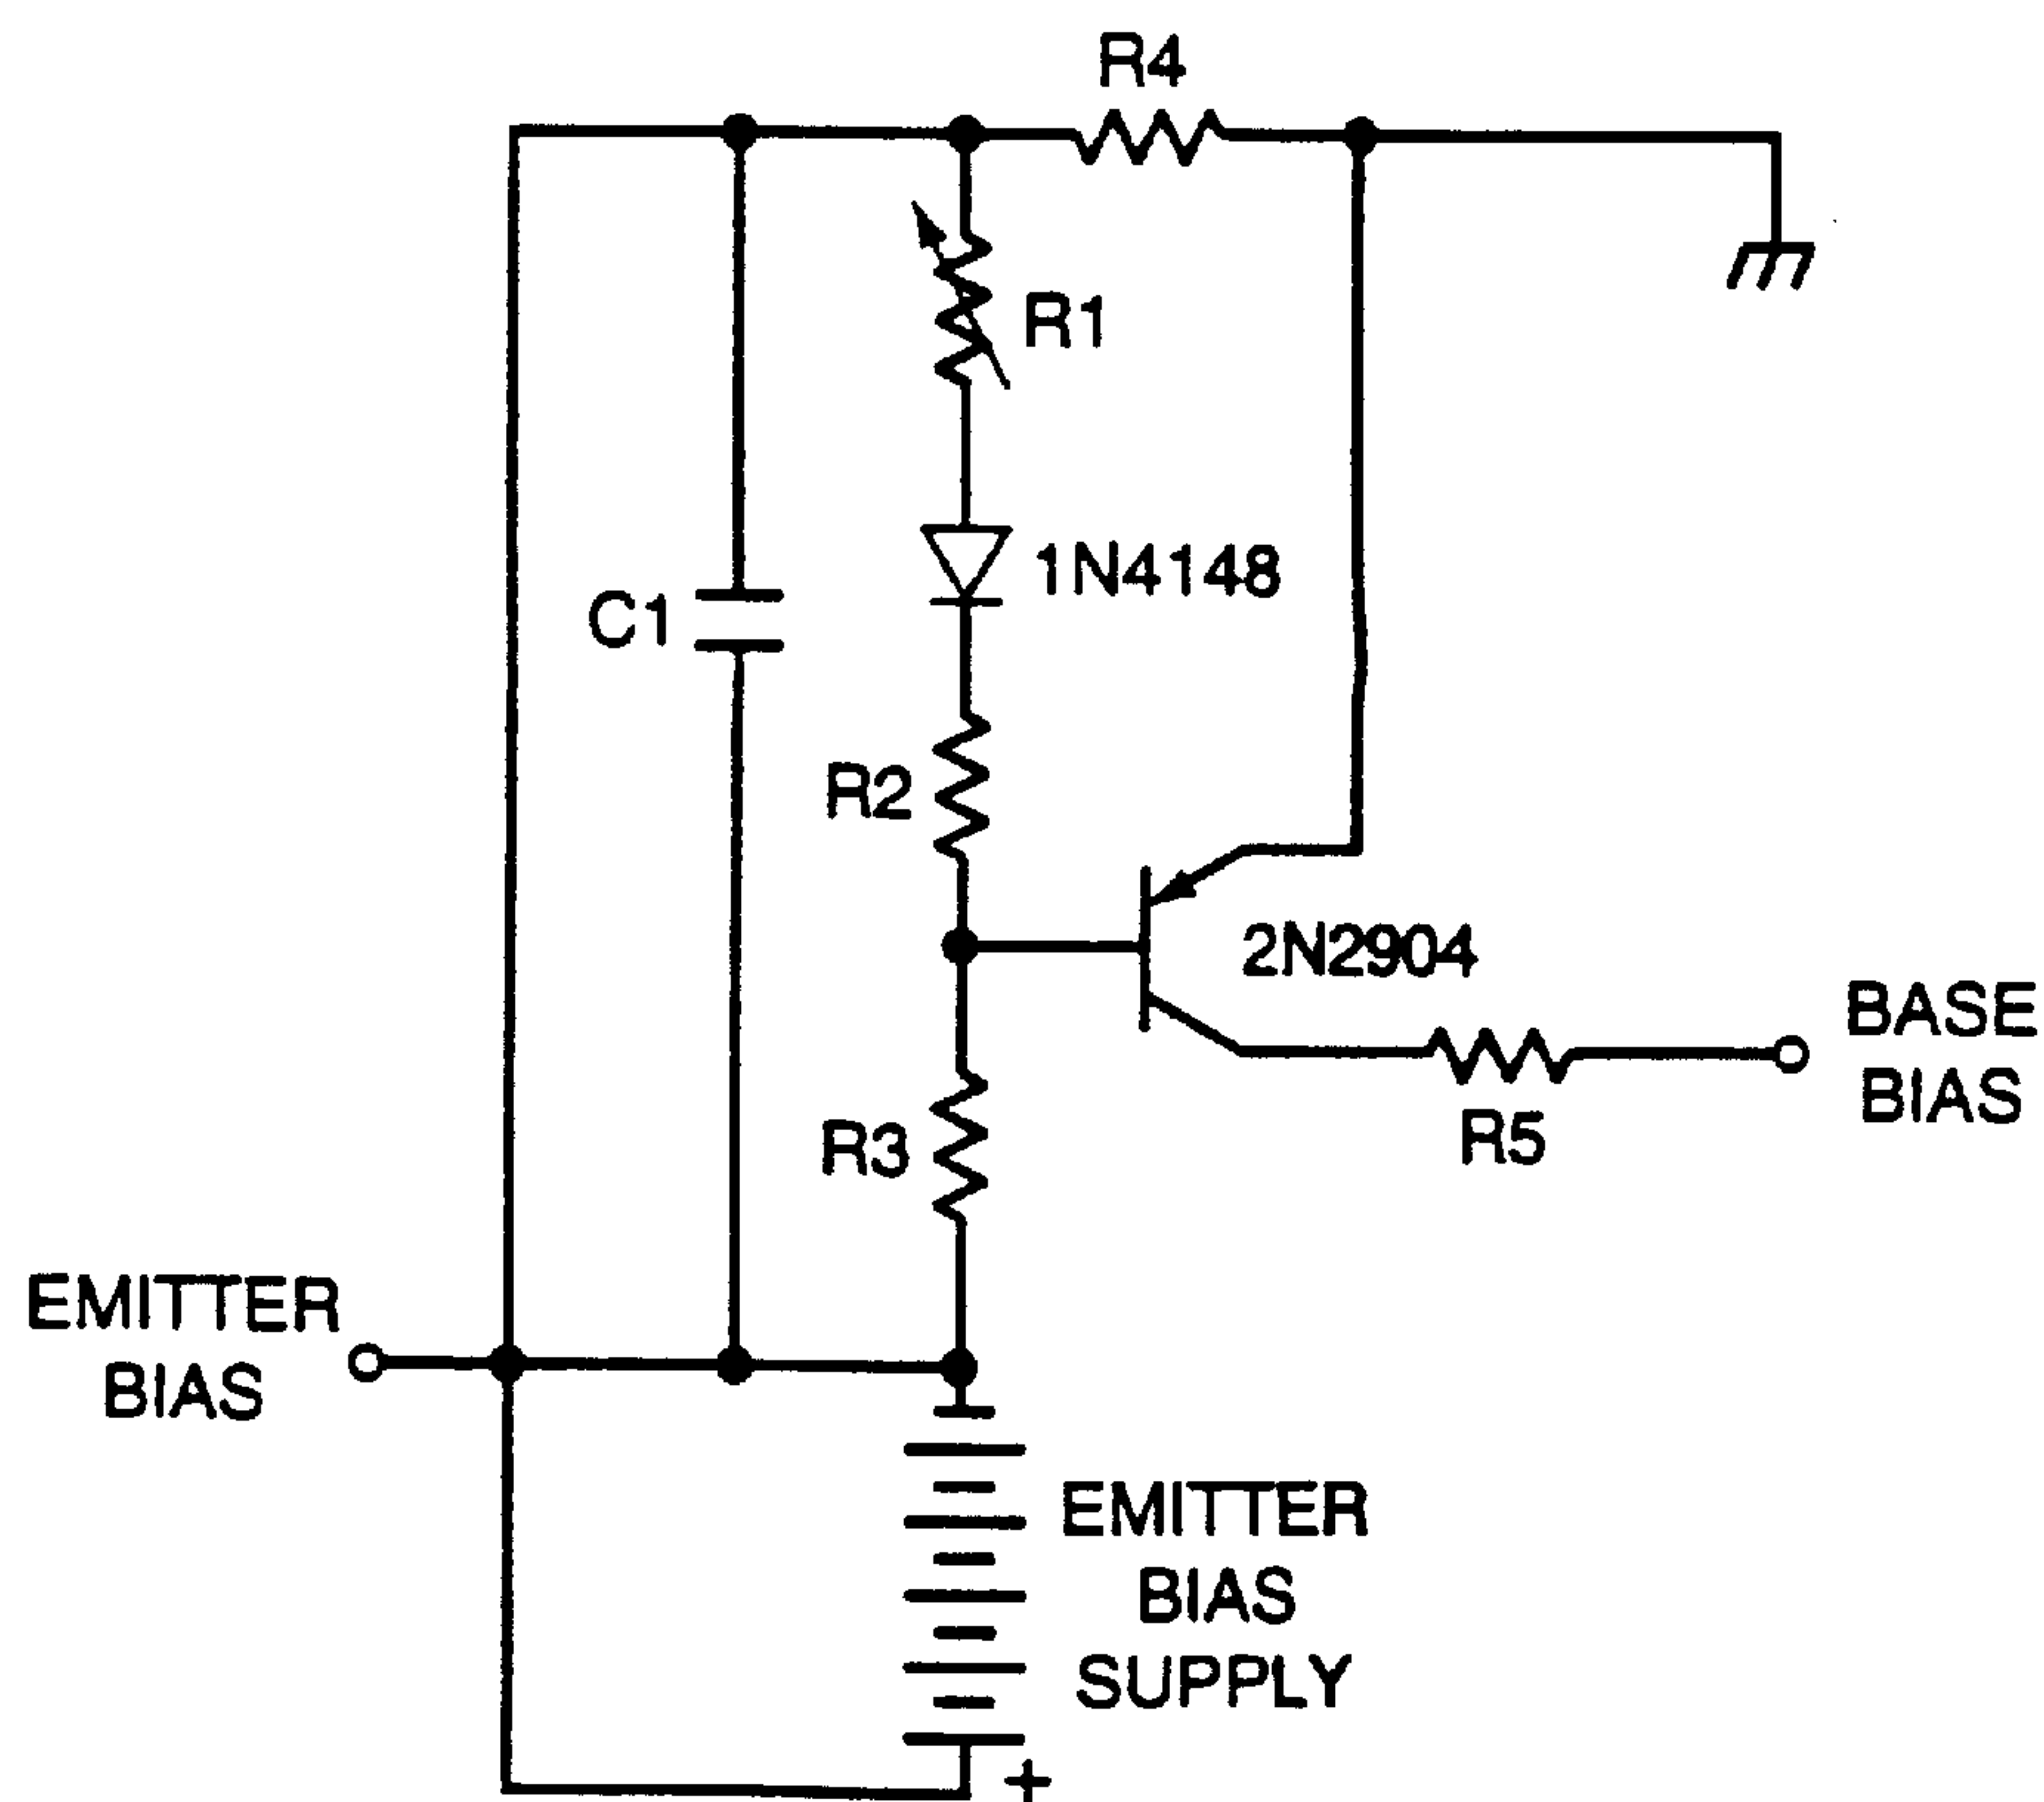 R4
R1
1N4148
C1
R2
2N2904
BASE
BIAS
R5
R3
EMITTER
BIAS
EMITTER
BIAS
SUPPLY
+